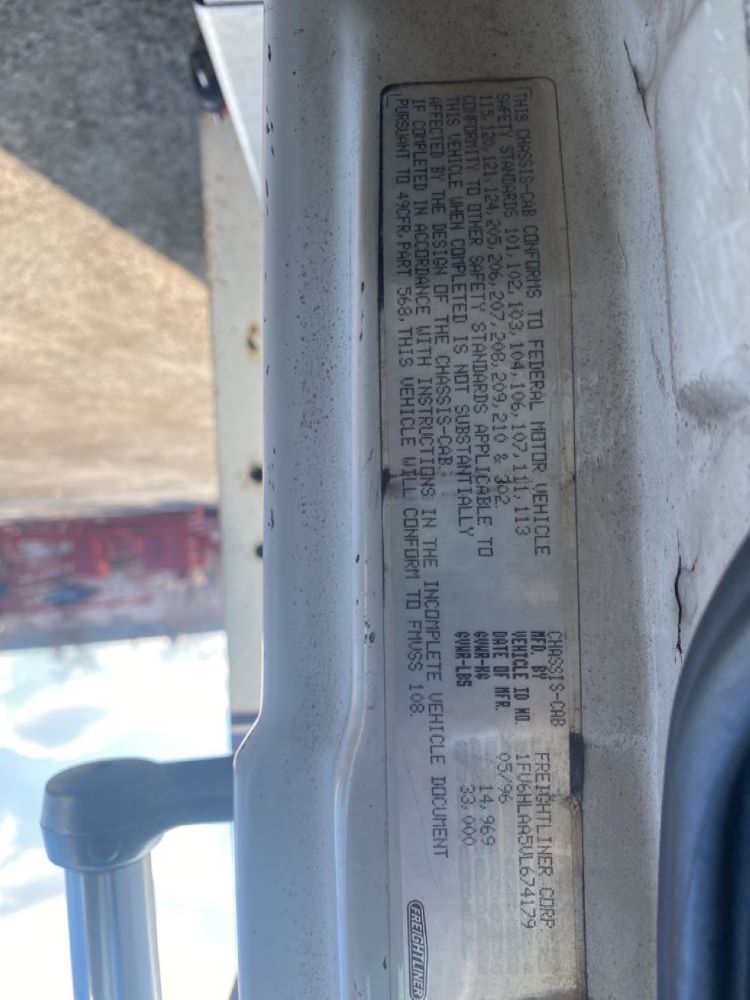 THIS CHASSIS-CAB CONFORMS TO FEDERAL MOTOR VEHICLE
SAFETY STANDARDS 101,102,103,104,106,107,111,113
115,120,121,124,205,206,207,208,209,210 & 302
CONFORMITY TO OTHER SAFETY STANDARDS APPLICABLE TO
THIS VEHICLE WHEN COMPLETED IS NOT SUBSTANTIALLY
AFFECTED BY THE DESIGN OF THE CHASSIS-CAB.
IF COMPLETED IN ACCORDANCE WITH INSTRUCTIONS IN THE INCOMPLETE VEHICLE DOCUMENT
PURSUANT TO 49CFR,PART 568,THIS VEHICLE WILL CONFORM TO FMVSS 108.
CHASSIS-CAB
MFD. BY FREIGHTLINER CORP.
VEHICLE ID NO. 1FV6HLAA5VL674179
DATE OF MFR. 05/96
GVWR-KG 14,969
GVWR-LBS 33,000
FREIGHTLINER